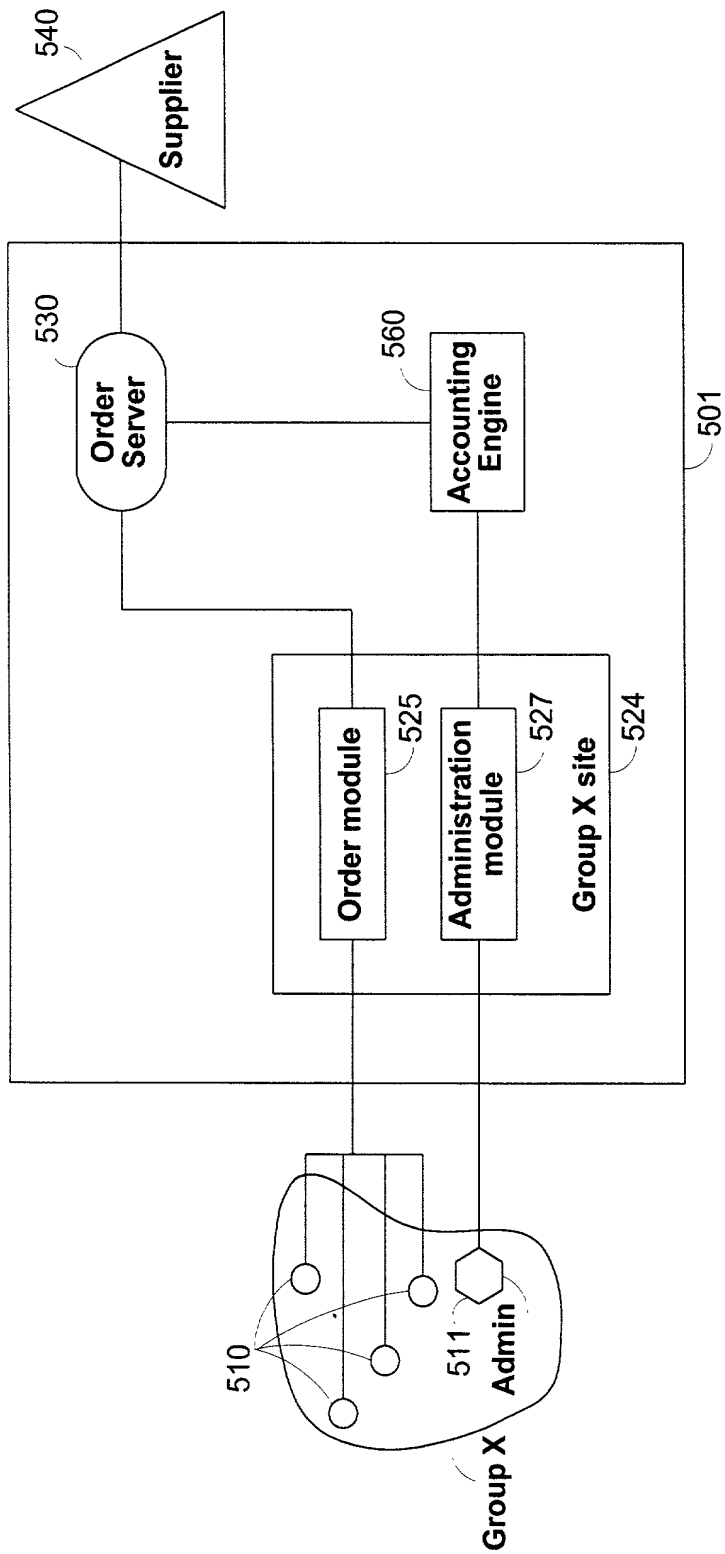 540
Supplier
530
Order
Server
560
Accounting
Engine
501
Order module
525
Administration
module
527
Group X site
524
510
511
Admin
Group X